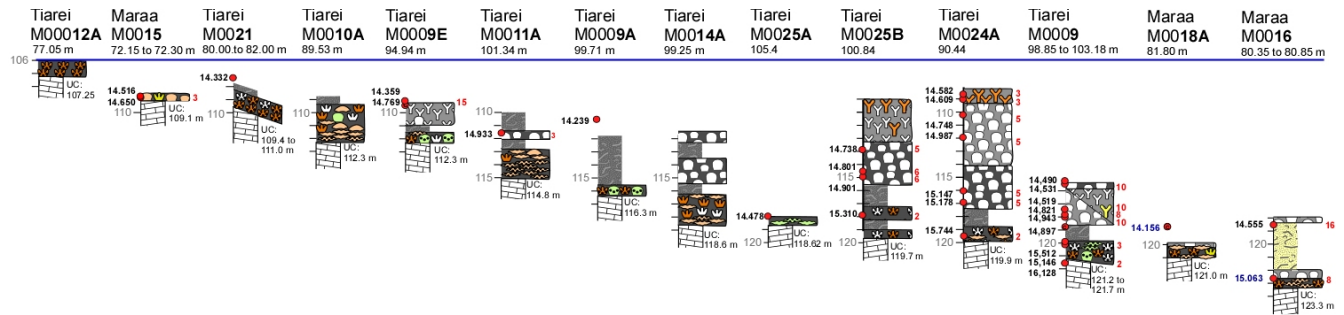 Tiarei
M00012A
77.05 m
Maraa
M0015
72.15 to 72.30 m
Tiarei
M0021
80.00.to 82.00 m
Tiarei
M0010A
89.53 m
Tiarei
M0009E
94.94 m
Tiarei
M0011A
101.34 m
Tiarei
M0009A
99.71 m
Tiarei
M0014A
99.25 m
Tiarei
M0025A
105.4
Tiarei
M0025B
100.84
Tiarei
M0024A
90.44
Tiarei
M0009
98.85 to 103.18 m
Maraa
M0018A
81.80 m
Maraa
M0016
80.35 to 80.85 m
106
UC:
107.25
14.516
14.650
3
110
UC:
109.1 m
14.332
110
UC:
109.4 to
111.0 m
110
UC:
112.3 m
14.359
14.769
15
110
UC:
112.3 m
110
14.933
3
115
UC:
114.8 m
14.239
115
UC:
116.3 m
115
UC:
118.6 m
14.478
120
UC:
118.62 m
14.738
5
14.801
6
115
6
14.901
15.310
2
120
UC:
119.7 m
14.582
3
14.609
3
110
5
14.748
14.987
5
115
15.147
5
15.178
5
15.744
2
120
UC:
119.9 m
14.490
10
14.531
14.519
10
14.821
8
14.943
10
14.897
120
3
15.512
15.146
2
16,128
UC:
121.2 to
121.7 m
14.156
120
UC:
121.0 m
14.555
16
120
15.063
8
UC:
123.3 m